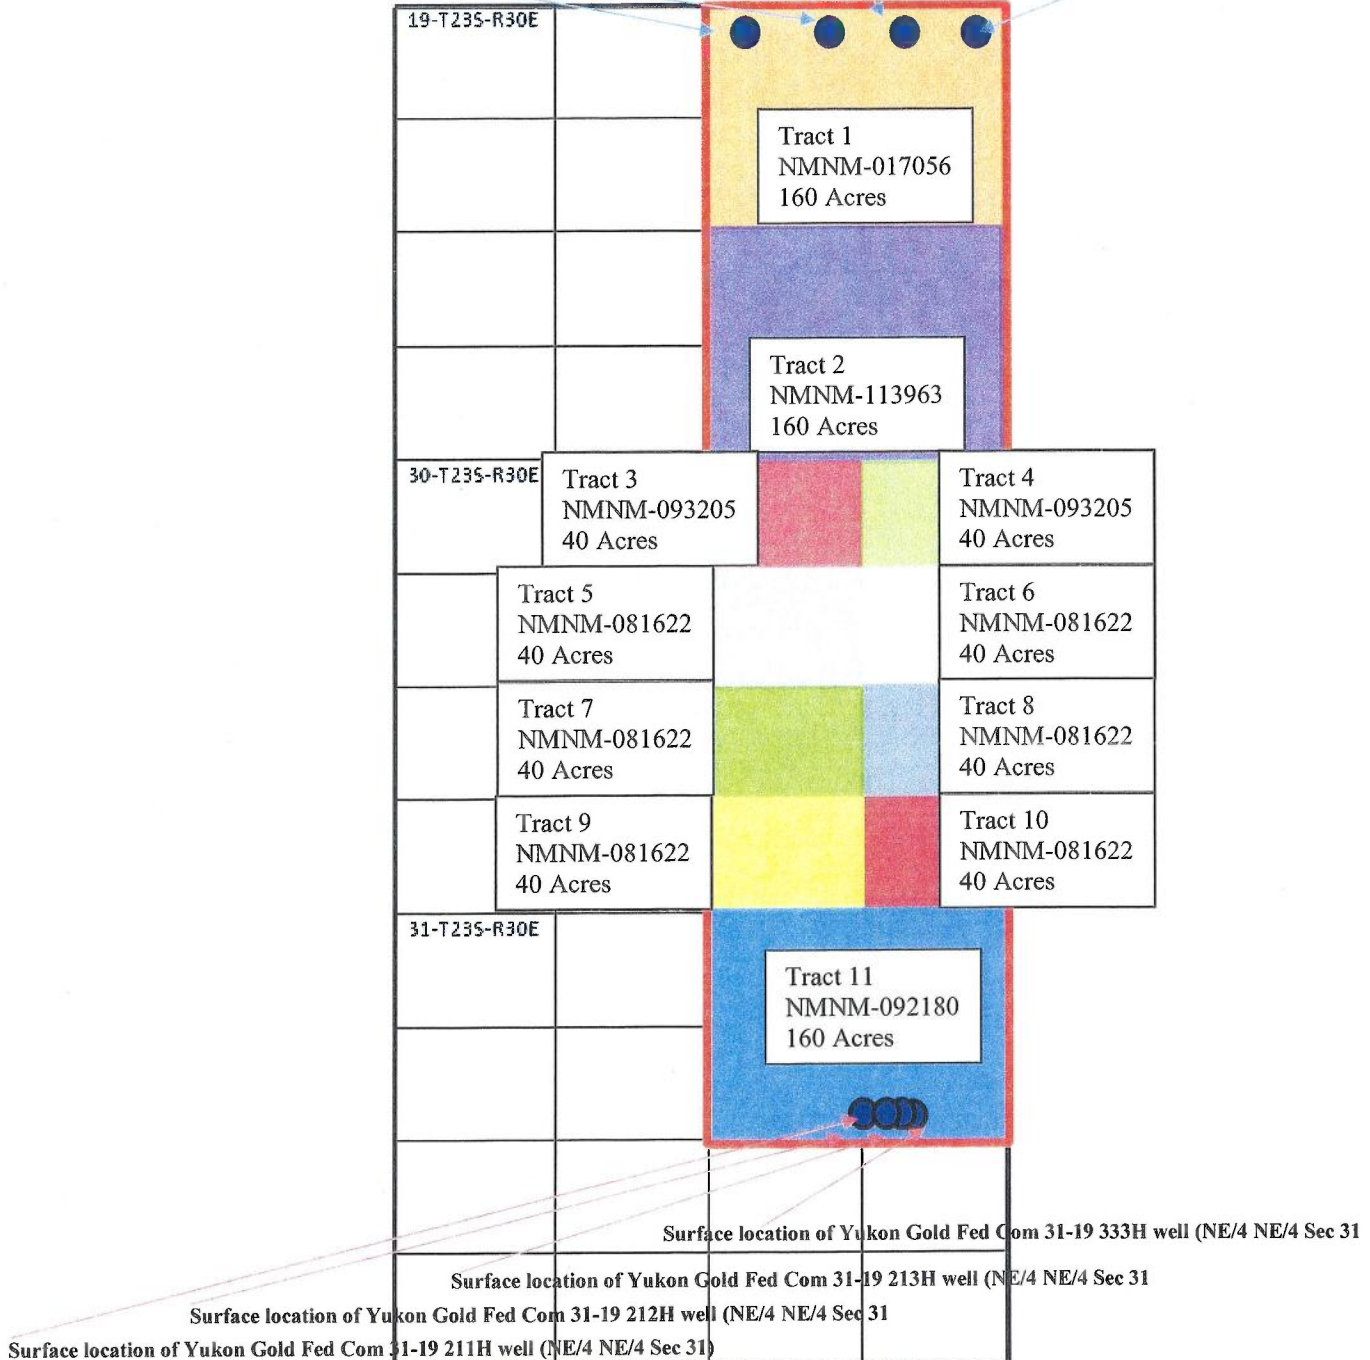 19-T23S-R30E
Tract 1
NMNM-017056
160 Acres
Tract 2
NMNM-113963
160 Acres
30-T23S-R30E
Tract 3
NMNM-093205
40 Acres
Tract 4
NMNM-093205
40 Acres
Tract 5
NMNM-081622
40 Acres
Tract 6
NMNM-081622
40 Acres
Tract 7
NMNM-081622
40 Acres
Tract 8
NMNM-081622
40 Acres
Tract 9
NMNM-081622
40 Acres
Tract 10
NMNM-081622
40 Acres
31-T23S-R30E
Tract 11
NMNM-092180
160 Acres
Surface location of Yukon Gold Fed Com 31-19 333H well (NE/4 NE/4 Sec 31
Surface location of Yukon Gold Fed Com 31-19 213H well (NE/4 NE/4 Sec 31
Surface location of Yukon Gold Fed Com 31-19 212H well (NE/4 NE/4 Sec 31
Surface location of Yukon Gold Fed Com 31-19 211H well (NE/4 NE/4 Sec 31)